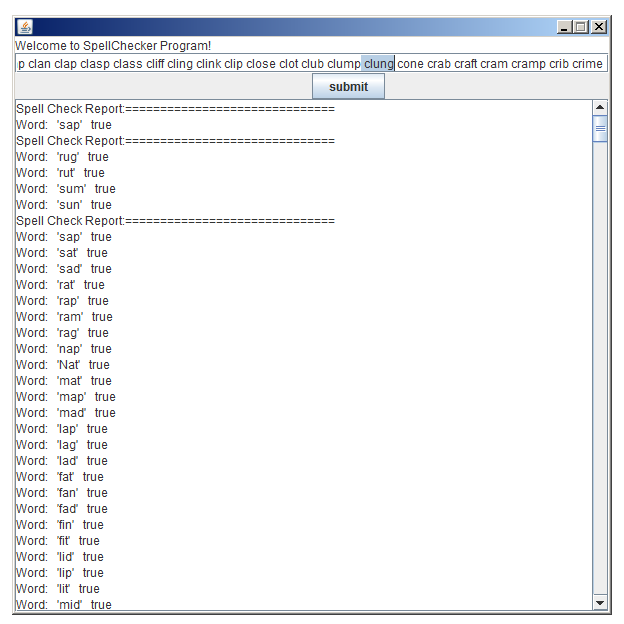 Welcome to SpellChecker Program!
p clan clap clasp class cliff cling clink clip close clot club clump clung cone crab craft cram cramp crib crime
submit
Spell Check Report:==============================
Word: 'sap' true
Spell Check Report:==============================
Word: 'rug' true
Word: 'rut' true
Word: 'sum' true
Word: 'sun' true
Spell Check Report:==============================
Word: 'sap' true
Word: 'sat' true
Word: 'sad' true
Word: 'rat' true
Word: 'rap' true
Word: 'ram' true
Word: 'rag' true
Word: 'nap' true
Word: 'Nat' true
Word: 'mat' true
Word: 'map' true
Word: 'mad' true
Word: 'lap' true
Word: 'lag' true
Word: 'lad' true
Word: 'fat' true
Word: 'fan' true
Word: 'fad' true
Word: 'fin' true
Word: 'fit' true
Word: 'lid' true
Word: 'lip' true
Word: 'lit' true
Word: 'mid' true